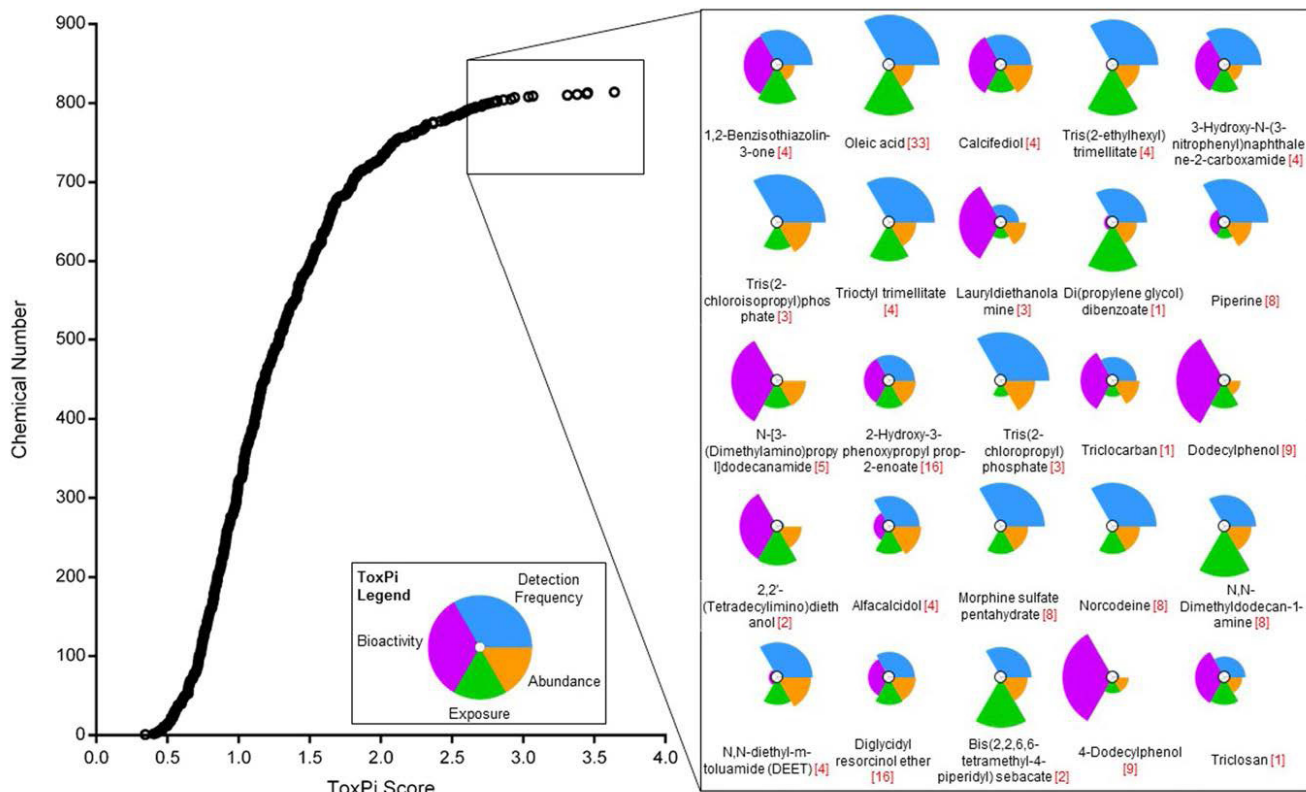 900
800
700
600
500
400
300
200
100
0
Chemical Number
0.0 0.5 1.0 1.5 2.0 2.5 3.0 3.5 4.0
ToxPi Score
ToxPi
Legend
Detection
Frequency
Bioactivity
Abundance
Exposure
1,2-Benzisothiazolin-
3-one [4]
Oleic acid [33]
Calcifediol [4]
Tris(2-ethylhexyl)
trimellitate [4]
3-Hydroxy-N-(3-
nitrophenyl)naphthale
ne-2-carboxamide [4]
Tris(2-
chloroisopropyl)phos
phate [3]
Trioctyl trimellitate
[4]
Lauryldiethanola
mine [3]
Di(propylene glycol)
dibenzoate [1]
Piperine [8]
N-[3-
(Dimethylamino)propy
l]dodecanamide [5]
2-Hydroxy-3-
phenoxypropyl prop-
2-enoate [16]
Tris(2-
chloropropyl)
phosphate [3]
Triclocarban [1]
Dodecylphenol [9]
2,2'-
(Tetradecylimino)dieth
anol [2]
Alfacalcidol [4]
Morphine sulfate
pentahydrate [8]
Norcodeine [8]
N,N-
Dimethyldodecan-1-
amine [8]
N,N-diethyl-m-
toluamide (DEET) [4]
Diglycidyl
resorcinol ether
[16]
Bis(2,2,6,6-
tetramethyl-4-
piperidyl) sebacate [2]
4-Dodecylphenol
[9]
Triclosan [1]